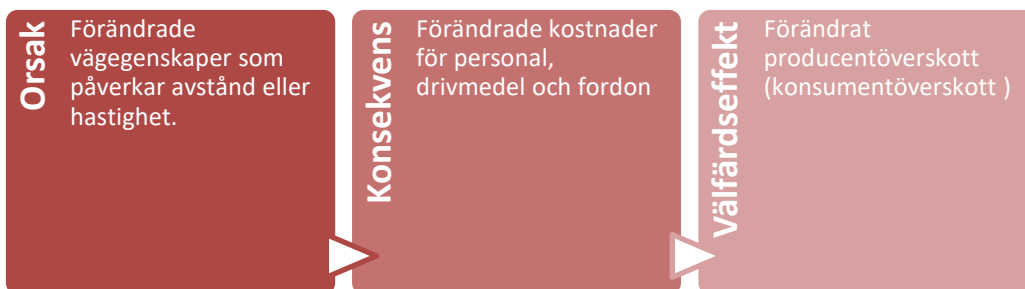 Orsak
Förändrade
vägegenskaper som
påverkar avstånd eller
hastighet.
Konsekvens
Förändrade kostnader
för personal,
drivmedel och fordon
Välfärdseffekt
Förändrat
producentöverskott
(konsumentöverskott )